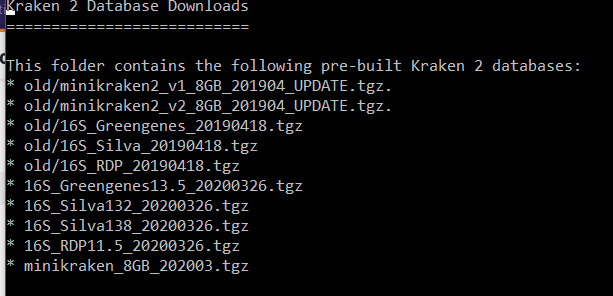 Kraken 2 Database Downloads
===========================
This folder contains the following pre-built Kraken 2 databases:
* old/minikraken2_v1_8GB_201904_UPDATE.tgz.
* old/minikraken2_v2_8GB_201904_UPDATE.tgz.
* old/16S_Greengenes_20190418.tgz
* old/16S_Silva_20190418.tgz
* old/16S_RDP_20190418.tgz
* 16S_Greengenes13.5_20200326.tgz
* 16S_Silva132_20200326.tgz
* 16S_Silva138_20200326.tgz
* 16S_RDP11.5_20200326.tgz
* minikraken_8GB_202003.tgz